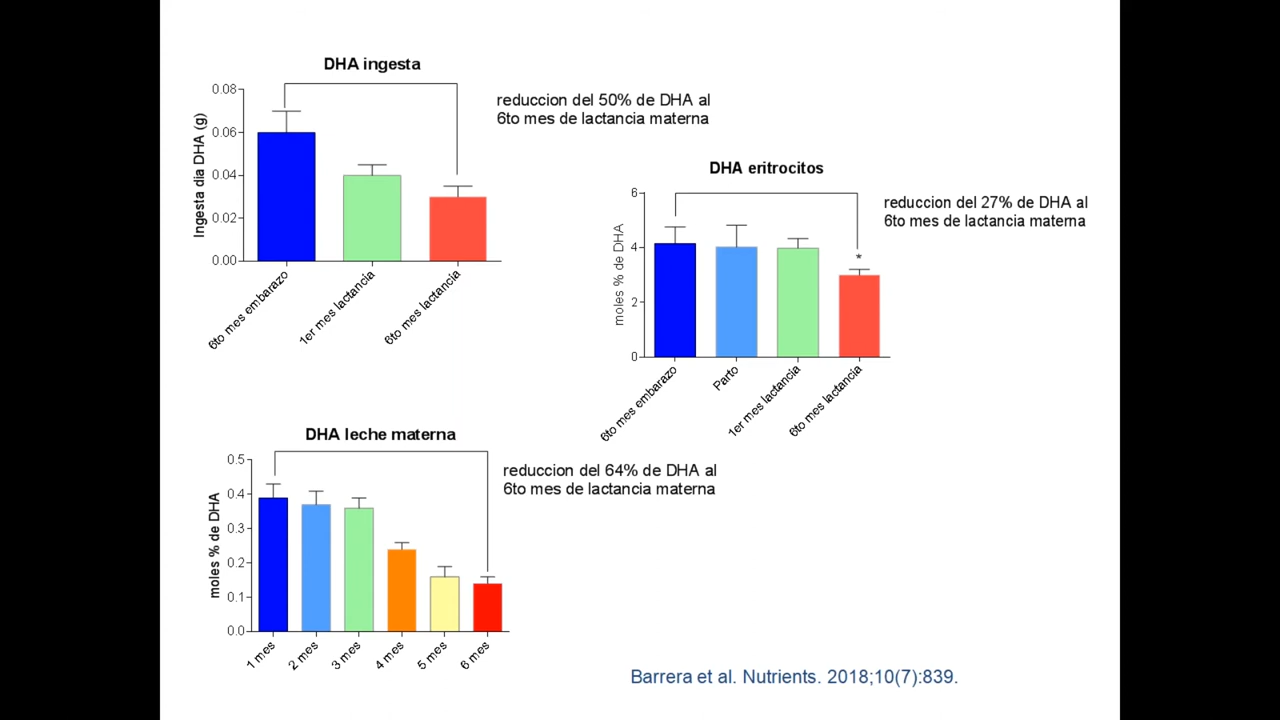 DHA ingesta
reduccion del 50% de DHA al
6to mes de lactancia materna
Ingesta dia DHA (g)
0.08
0.06
0.04
0.02
0.00
6to mes embarazo
1er mes lactancia
6to mes lactancia
DHA eritrocitos
reduccion del 27% de DHA al
6to mes de lactancia materna
moles % de DHA
6
4
2
0
*
6to mes embarazo
Parto
1er mes lactancia
6to mes lactancia
DHA leche materna
reduccion del 64% de DHA al
6to mes de lactancia materna
moles % de DHA
0.5
0.4
0.3
0.2
0.1
0.0
1 mes
2 mes
3 mes
4 mes
5 mes
6 mes
Barrera et al. Nutrients. 2018;10(7):839.